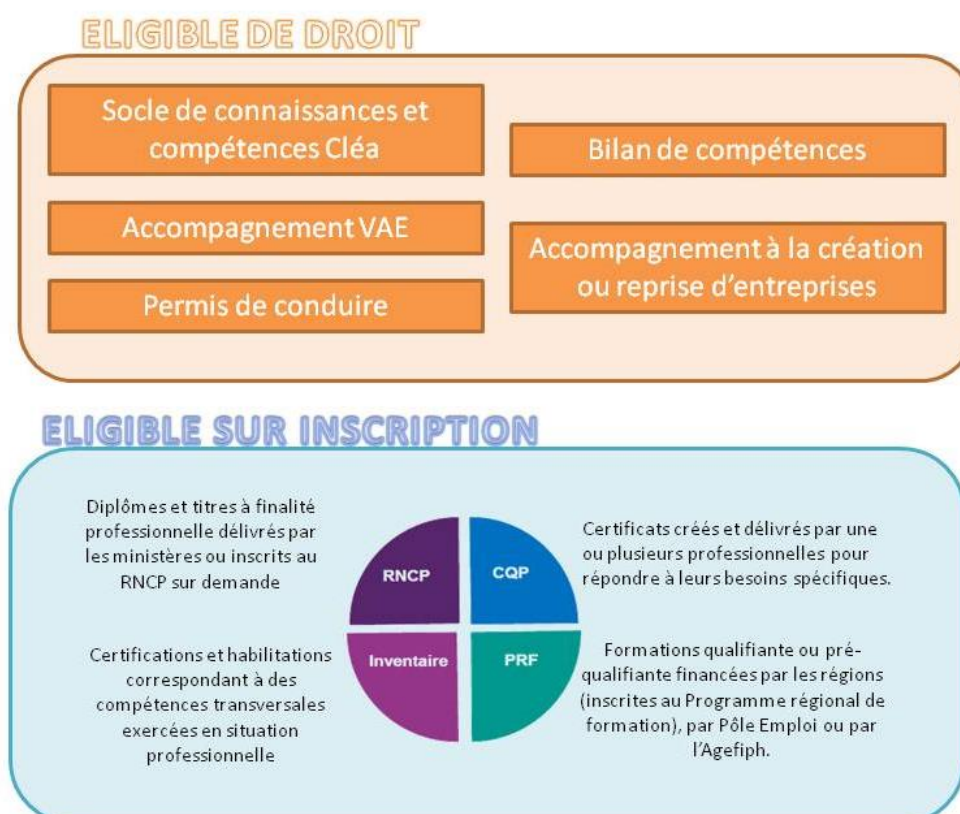 ELIGIBLE DE DROIT
Socle de connaissances et
compétences Cléa
Accompagnement VAE
Permis de conduire
Bilan de compétences
Accompagnement à la création
ou reprise d’entreprises
ELIGIBLE SUR INSCRIPTION
Diplômes et titres à finalité
professionnelle délivrés par
les ministères ou inscrits au
RNCP sur demande
RNCP
CQP
Certificats créés et délivrés par une
ou plusieurs professionnelles pour
répondre à leurs besoins spécifiques.
Certifications et habilitations
correspondant à des
compétences transversales
exercées en situation
professionnelle
Inventaire
PRF
Formations qualifiante ou pré-
qualifiante financées par les régions
(inscrites au Programme régional de
formation), par Pôle Emploi ou par
l’Agefiph.